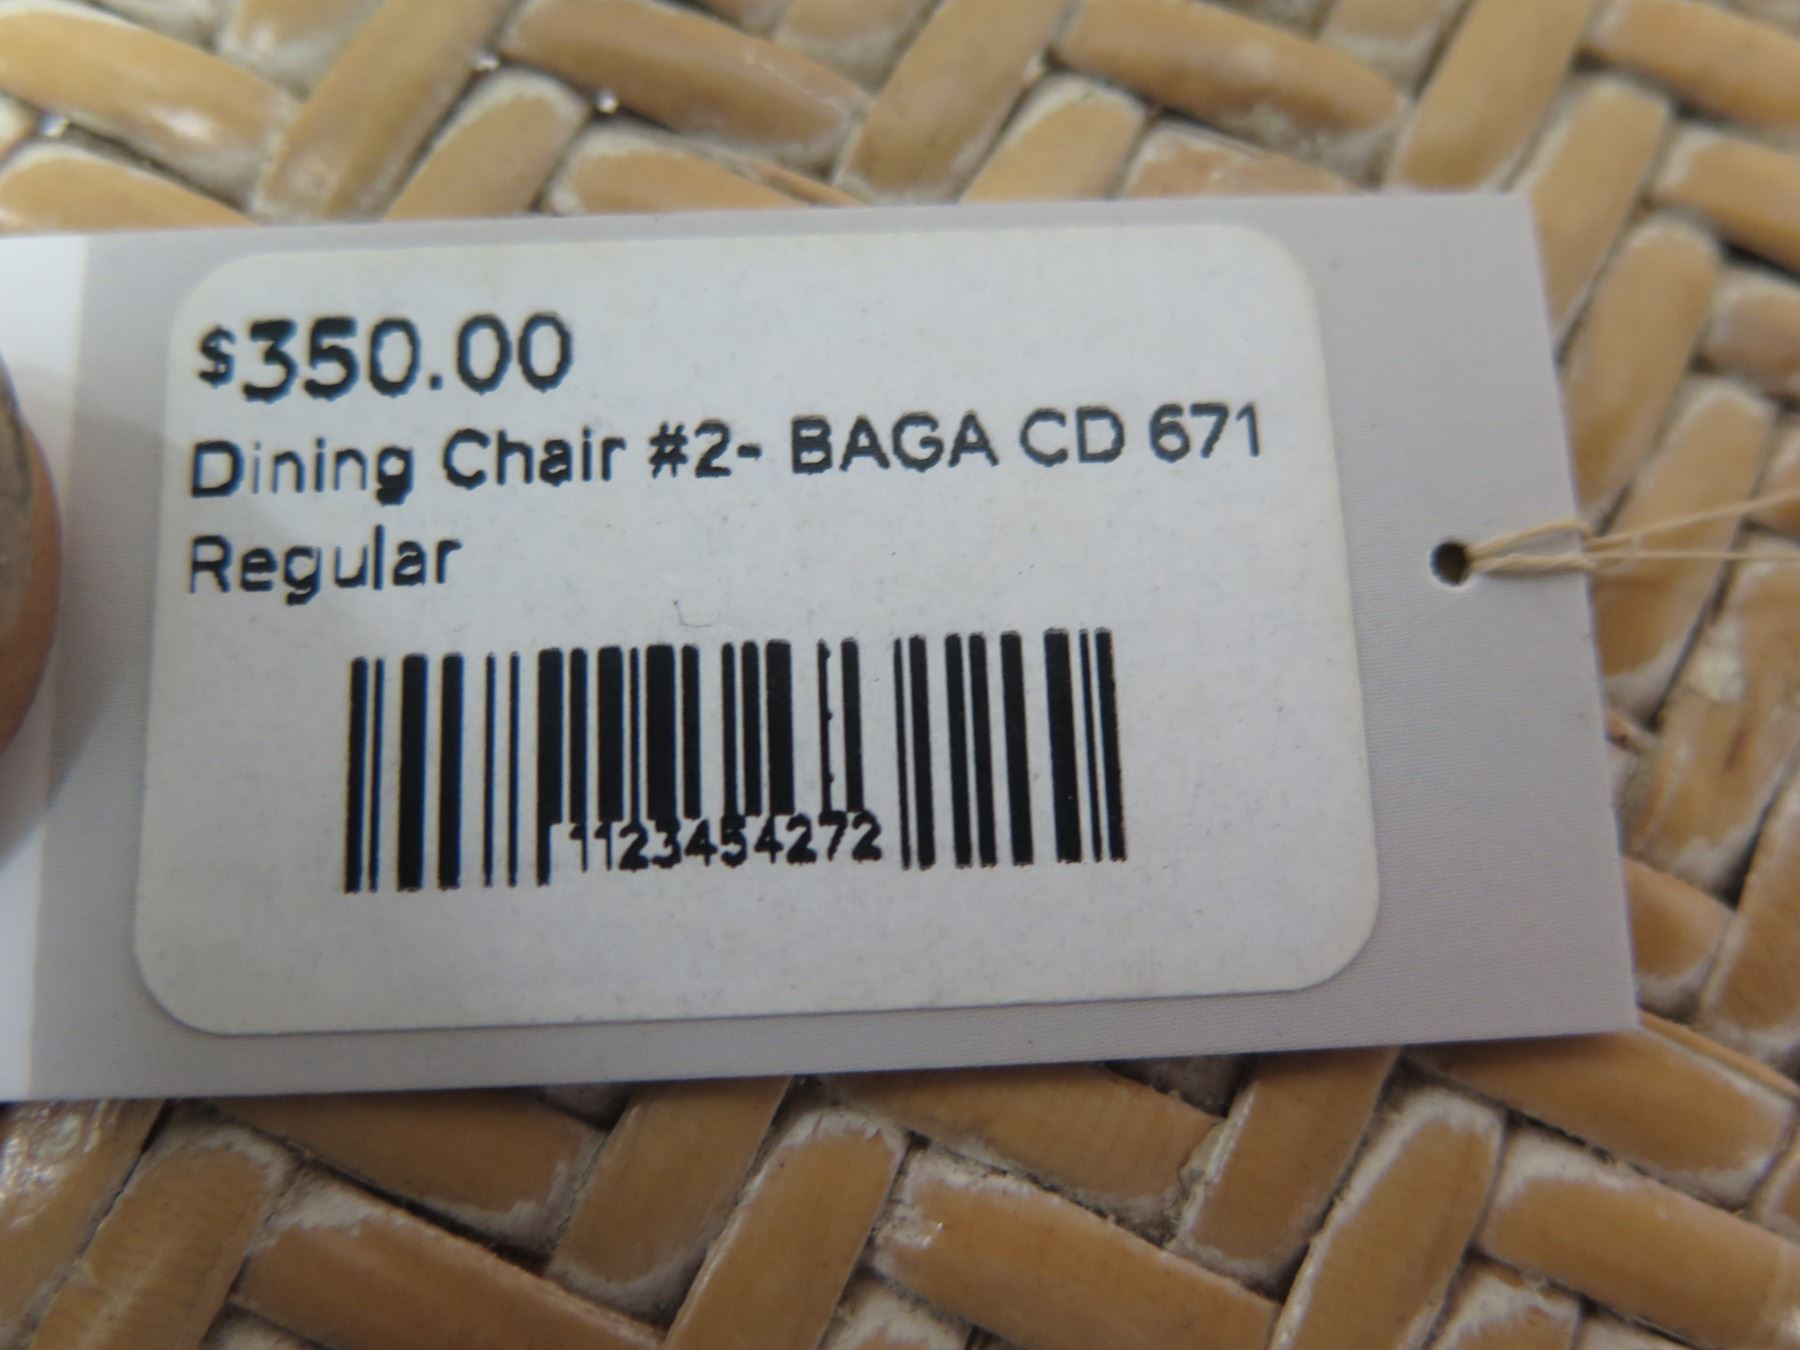 $350.00
Dining Chair #2- BAGA CD 671
Regular
1123454272